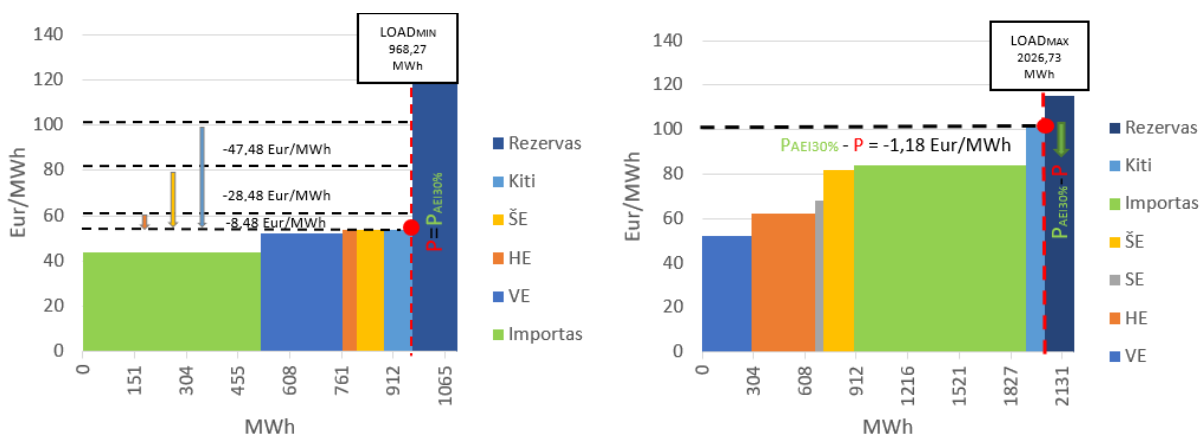 140
120
100
80
60
40
20
0
Eur/MWh
LOADMIN
968,27
MWh
-47,48 Eur/MWh
-28,48 Eur/MWh
-8,48 Eur/MWh
P=PAEI30%
0
151
304
455
608
761
912
1065
MWh
Rezervas
Kiti
ŠE
HE
VE
Importas
140
120
100
80
60
40
20
0
Eur/MWh
LOADMAX
2026,73
MWh
PAEI30% - P = -1,18 Eur/MWh
PAEI30%-P
0
304
608
912
1216
1521
1827
2131
MWh
Rezervas
Kiti
Importas
ŠE
SE
HE
VE